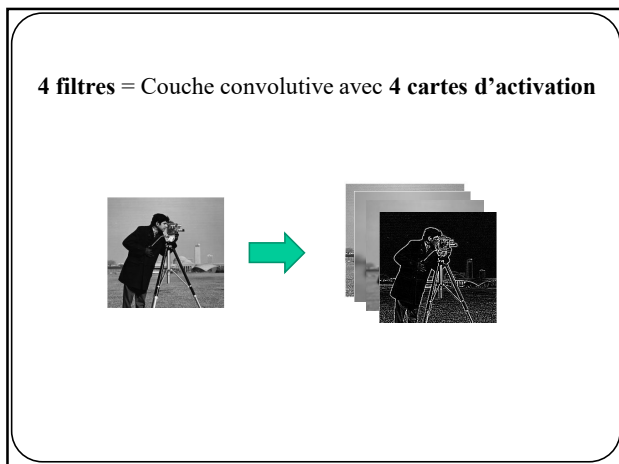 4 filtres = Couche convolutive avec 4 cartes d’activation